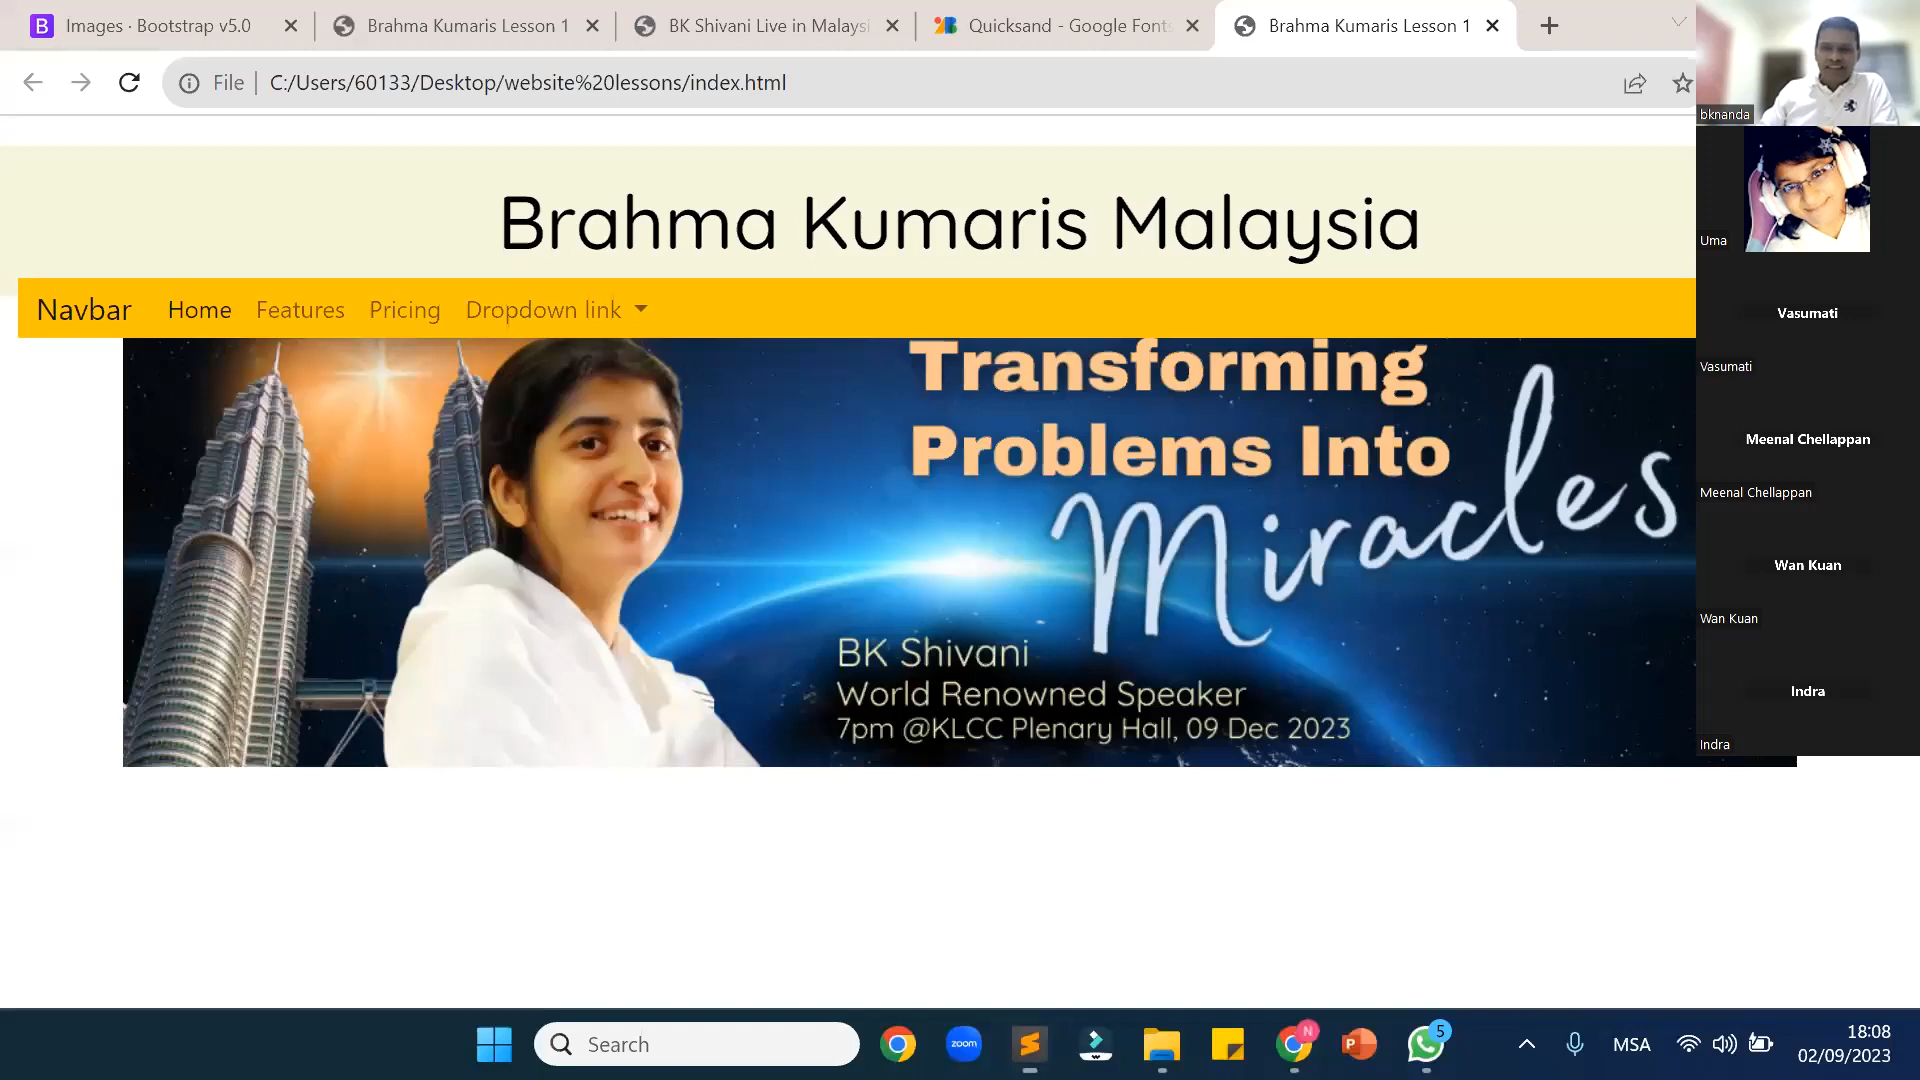 Images · Bootstrap v5.0
Brahma Kumaris Lesson 1
BK Shivani Live in Malaysi
Quicksand - Google Fonts
Brahma Kumaris Lesson 1
File
C:/Users/60133/Desktop/website%20lessons/index.html
Brahma Kumaris Malaysia
Navbar Home Features Pricing Dropdown link
Transforming
Problems Into
Miracles
BK Shivani
World Renowned Speaker
7pm @KLCC Plenary Hall, 09 Dec 2023
bknanda
Uma
Vasumati
Vasumati
Meenal Chellappan
Meenal Chellappan
Wan Kuan
Wan Kuan
Indra
Indra
Search
zoom
N
P
5
MSA
18:08
02/09/2023